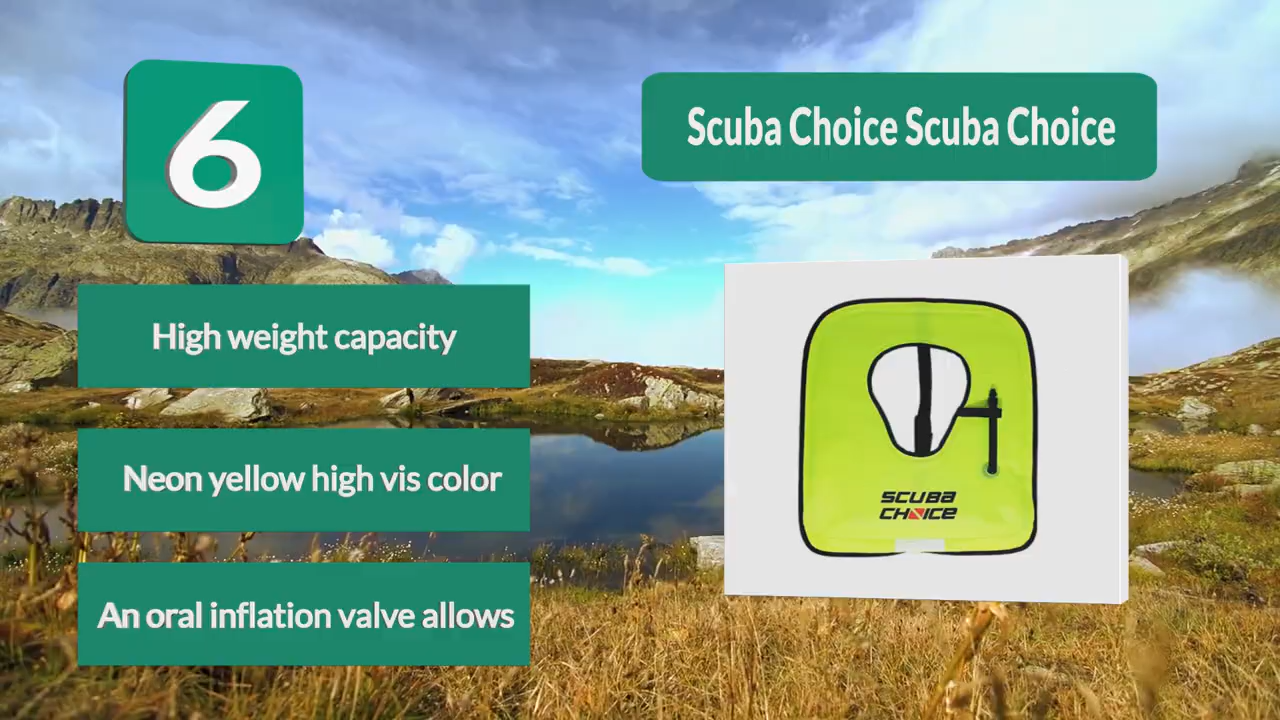 6
Scuba Choice Scuba Choice
High weight capacity
Neon yellow high vis color
An oral inflation valve allows
SCUBA
CHOICE